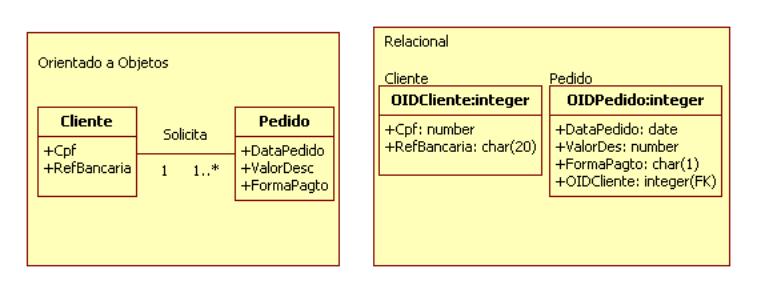 Orientado a Objetos
Cliente
+Cpf
+RefBancaria
Solicita
1 1..*
Pedido
+DataPedido
+ValorDesc
+FormaPagto
Relacional
Cliente
OIDCliente:integer
+Cpf: number
+RefBancaria: char(20)
Pedido
OIDPedido:integer
+DataPedido: date
+ValorDes: number
+FormaPagto: char(1)
+OIDCliente: integer(FK)